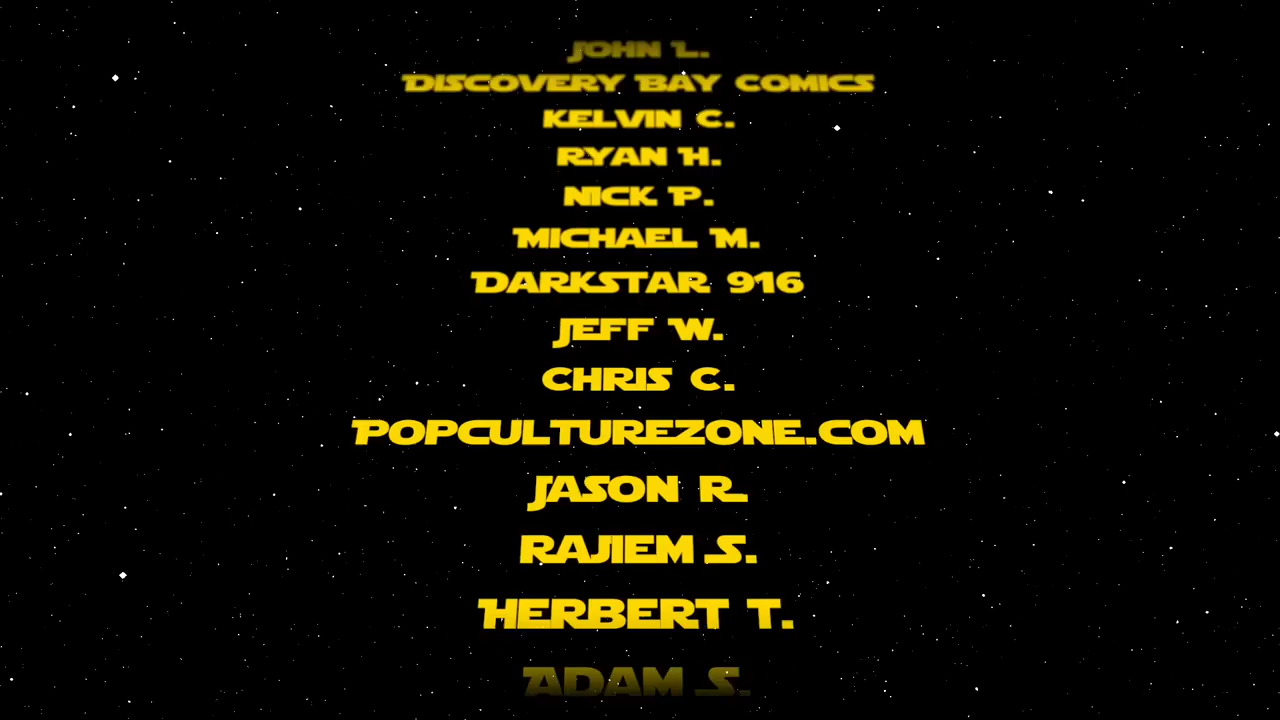 John L.
Discovery Bay Comics
Kelvin C.
Ryan H.
Nick P.
Michael M.
Darkstar 916
Jeff W.
Chris C.
Popculturezone.com
Jason R.
Rajiem S.
Herbert T.
Adam S.